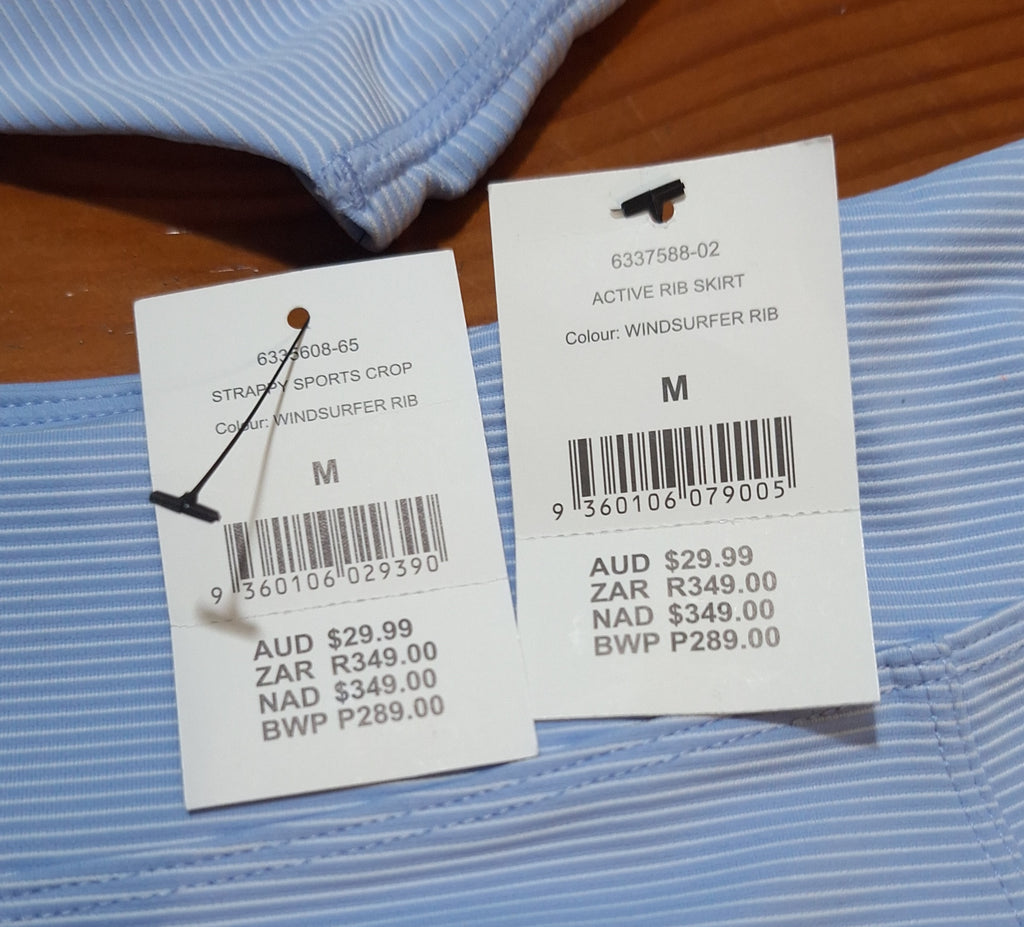 6335608-65
STRAPPY SPORTS CROP
Colour: WINDSURFER RIB
M
9 360106 029390
AUD $29.99
ZAR R349.00
NAD $349.00
BWP P289.00
6337588-02
ACTIVE RIB SKIRT
Colour: WINDSURFER RIB
M
9 360106 079005
AUD $29.99
ZAR R349.00
NAD $349.00
BWP P289.00